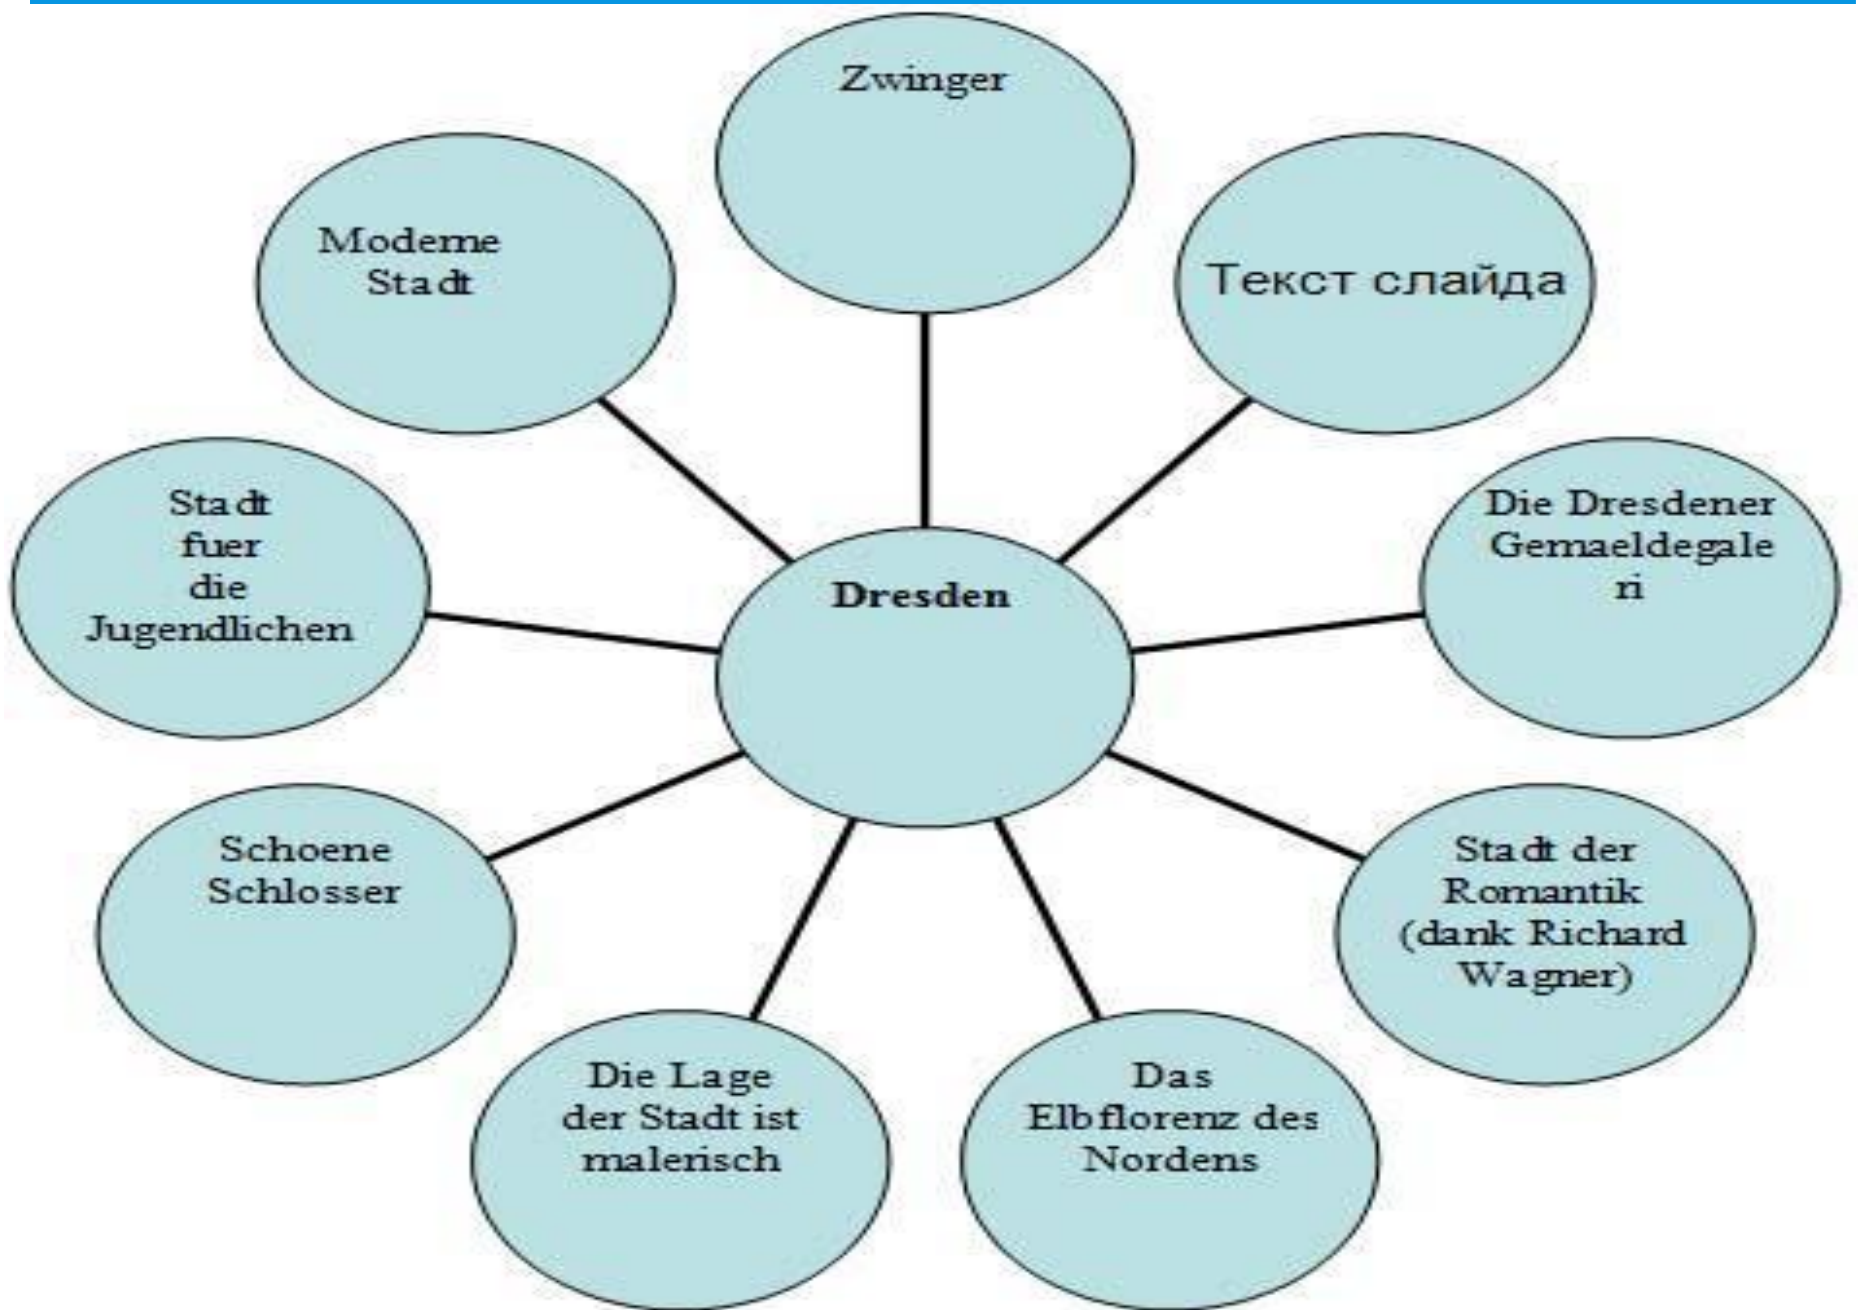 Zwinger
Moderne
Stadt
Текст слайда
Stadt
fuer
die
Jugendlichen
Die Dresdener
Gemaeldegale
ri
Dresden
Schoene
Schlosser
Stadt der
Romantik
(dank Richard
Wagner)
Die Lage
der Stadt ist
malerisch
Das
Elbflorenz des
Nordens